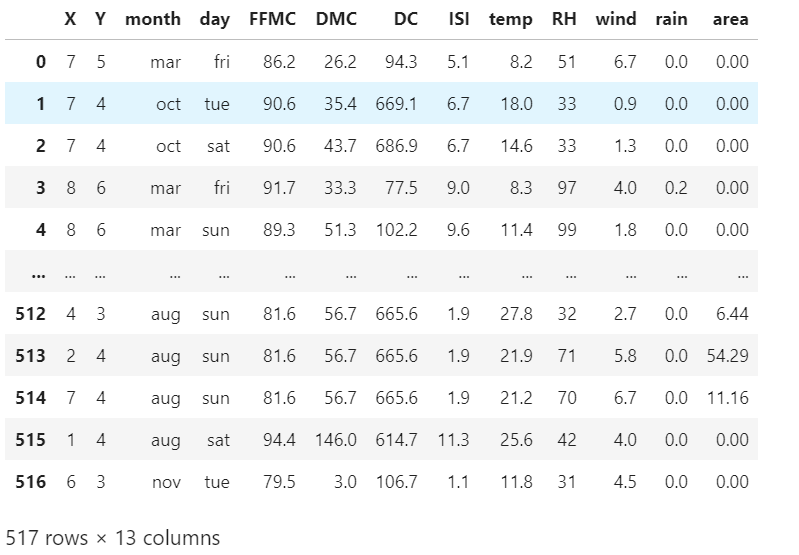 X Y month day FFMC DMC DC ISI temp RH wind rain area
0 7 5 mar fri 86.2 26.2 94.3 5.1 8.2 51 6.7 0.0 0.00
1 7 4 oct tue 90.6 35.4 669.1 6.7 18.0 33 0.9 0.0 0.00
2 7 4 oct sat 90.6 43.7 686.9 6.7 14.6 33 1.3 0.0 0.00
3 8 6 mar fri 91.7 33.3 77.5 9.0 8.3 97 4.0 0.2 0.00
4 8 6 mar sun 89.3 51.3 102.2 9.6 11.4 99 1.8 0.0 0.00
... ... ... ... ... ... ... ... ... ... ... ... ... ...
512 4 3 aug sun 81.6 56.7 665.6 1.9 27.8 32 2.7 0.0 6.44
513 2 4 aug sun 81.6 56.7 665.6 1.9 21.9 71 5.8 0.0 54.29
514 7 4 aug sun 81.6 56.7 665.6 1.9 21.2 70 6.7 0.0 11.16
515 1 4 aug sat 94.4 146.0 614.7 11.3 25.6 42 4.0 0.0 0.00
516 6 3 nov tue 79.5 3.0 106.7 1.1 11.8 31 4.5 0.0 0.00
517 rows × 13 columns